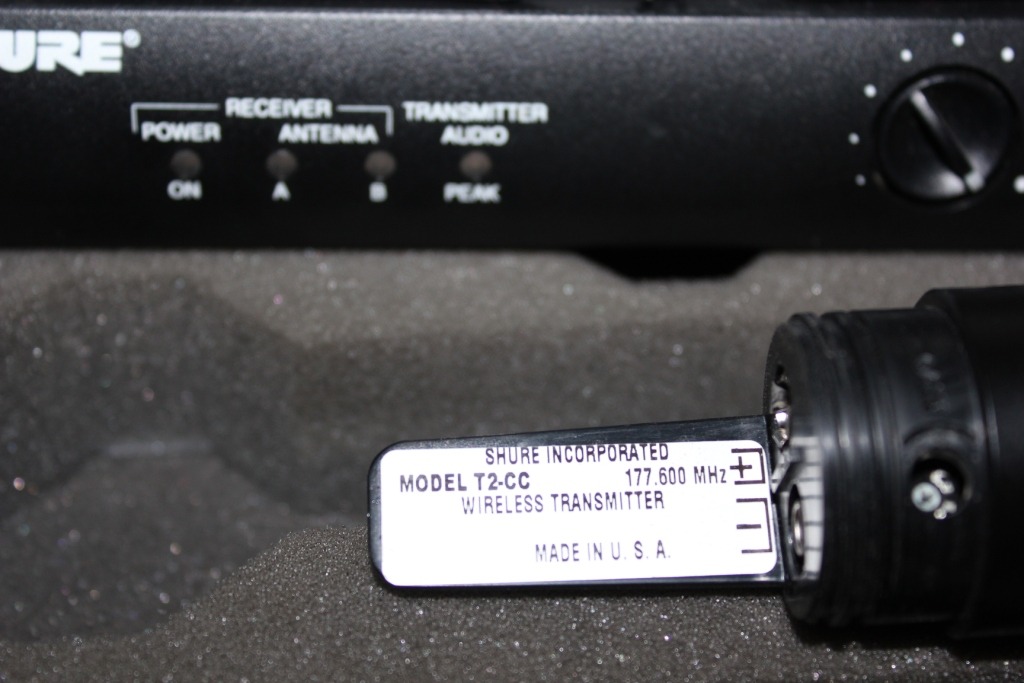 URE®
RECEIVER
TRANSMITTER
POWER ANTENNA AUDIO
ON A B PEAK
SHURE INCORPORATED
MODEL T2-CC 177.600 MHz
WIRELESS TRANSMITTER
MADE IN U. S. A.
+
-